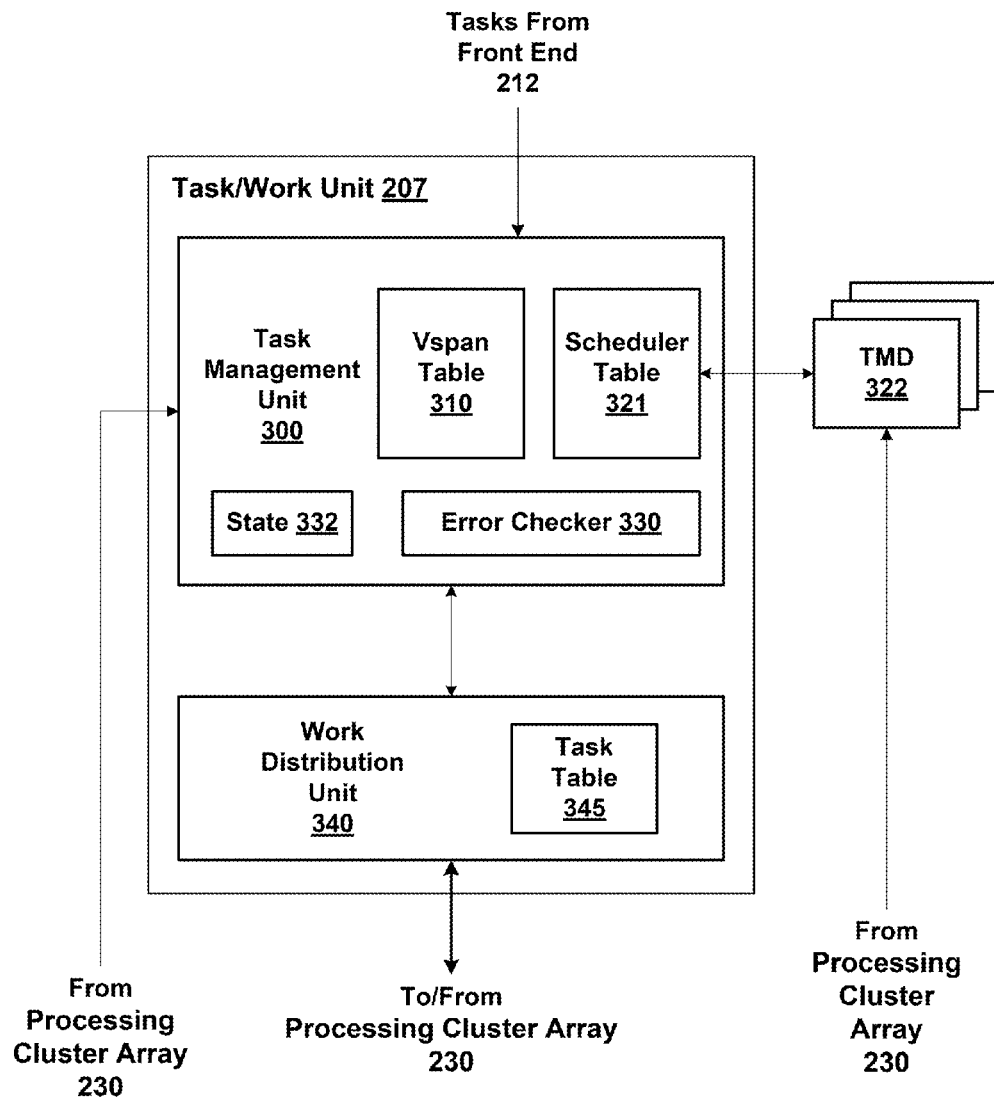 Tasks From
Front End
212
Task/Work Unit 207
Task
Management
Unit
300
Vspan
Table
310
Scheduler
Table
321
TMD
322
State 332
Error Checker 330
Work
Distribution
Unit
340
Task
Table
345
From
Processing
Cluster Array
230
To/From
Processing Cluster Array
230
From
Processing
Cluster
Array
230